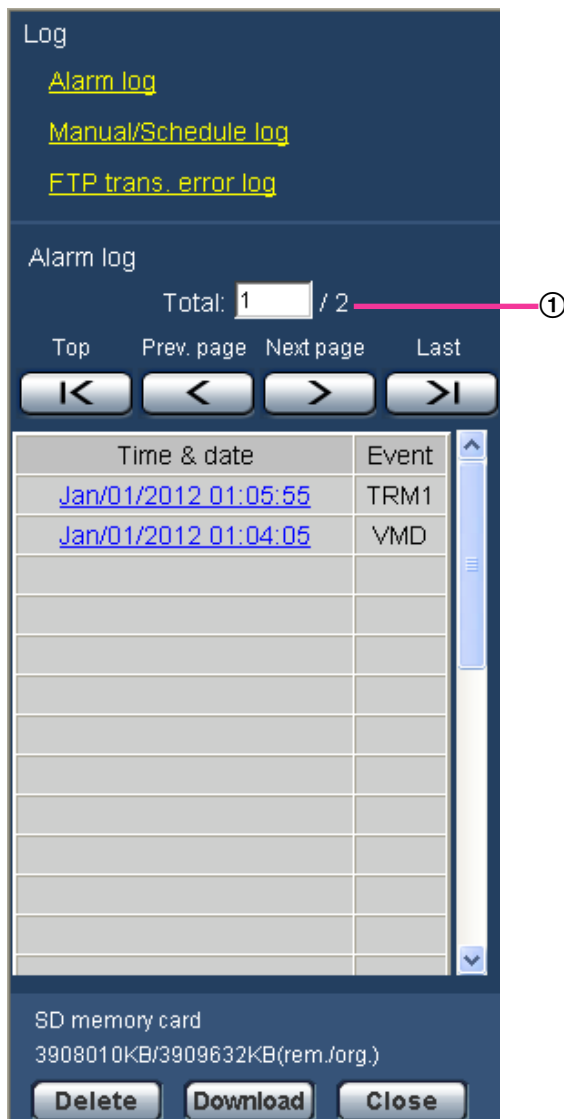 Log
Alarm log
Manual/Schedule log
FTP trans. error log
Alarm log
Total: 1 / 2
①
Top Prev. page Next page Last
Time & date Event
Jan/01/2012 01:05:55 TRM1
Jan/01/2012 01:04:05 VMD
SD memory card
3908010KB/3909632KB(rem./org.)
Delete Download Close